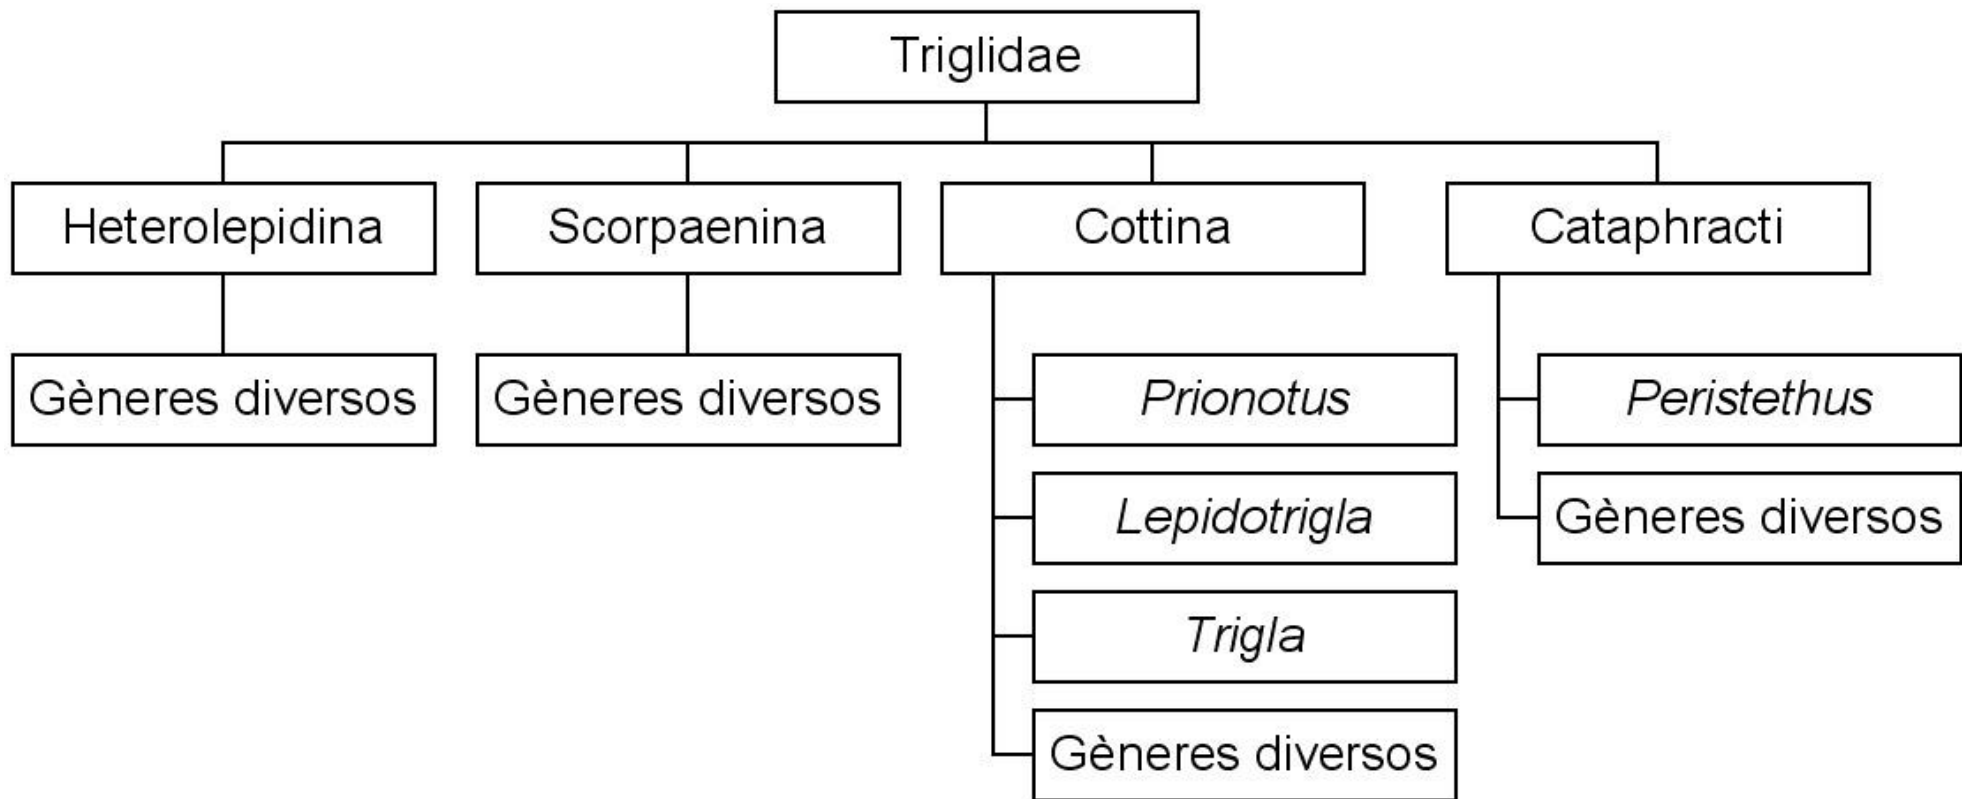 Triglidae
Heterolepidina
Scorpaenina
Cottina
Cataphracti
Gèneres diversos
Gèneres diversos
Prionotus
Peristethus
Lepidotrigla
Gèneres diversos
Trigla
Gèneres diversos